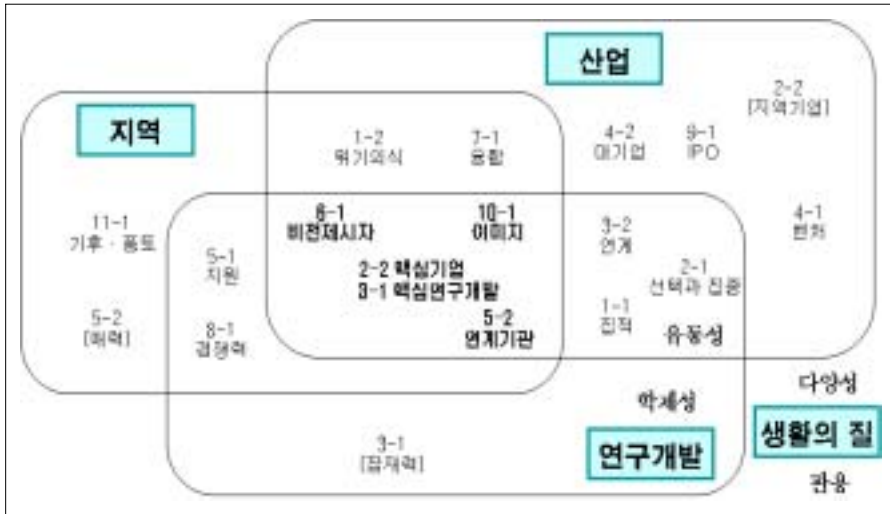 산업
2-2
[지역기업]
지역
1-2
위기의식
7-1
융합
4-2
대기업
9-1
IPO
11-1
기후 · 풍토
6-1
비전제시자
10-1
이미지
3-2
연계
4-1
벤처
5-1
지원
2-2 핵심기업
3-1 핵심연구개발
2-1
선택과 집중
5-2
[매력]
8-1
경쟁력
5-2
연계기관
1-1
집적
유동성
학제성
다양성
3-1
[잠재력]
연구개발
생활의 질
관용